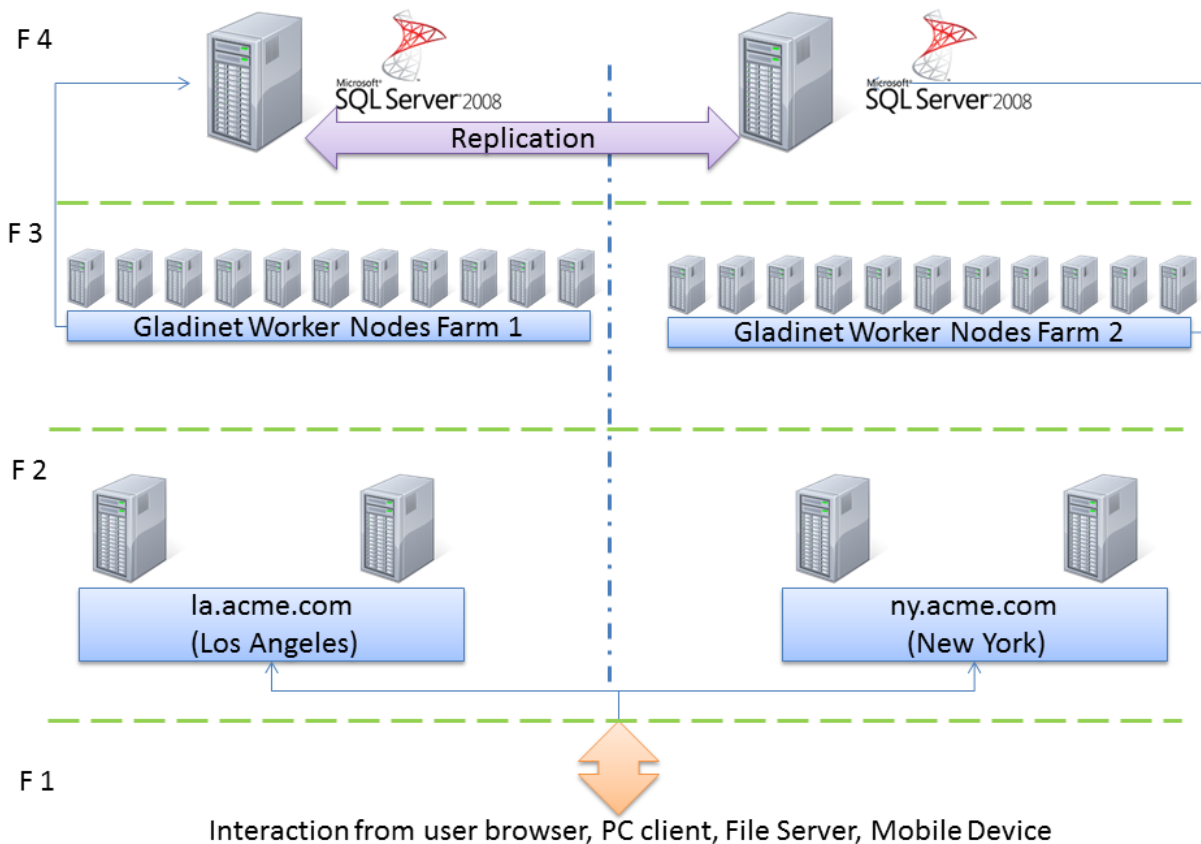 F 4
Microsoft®
SQL Server®2008
Microsoft®
SQL Server®2008
Replication
F 3
Gladinet Worker Nodes Farm 1
Gladinet Worker Nodes Farm 2
F 2
la.acme.com
(Los Angeles)
ny.acme.com
(New York)
F 1
Interaction from user browser, PC client, File Server, Mobile Device